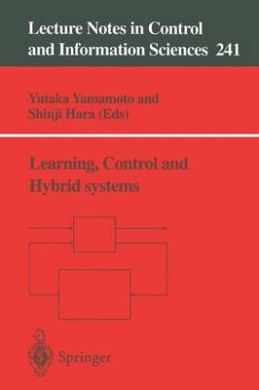 Lecture Notes in Control
and Information Sciences 241
Yutaka Yamamoto and
Shinji Hara (Eds)
Learning, Control and
Hybrid systems
Springer